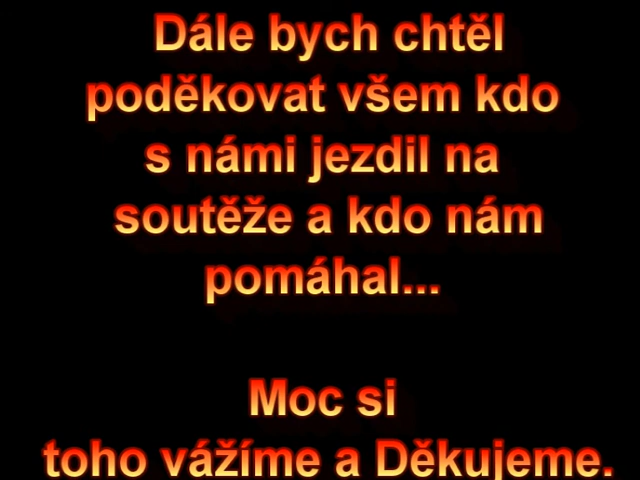 Dále bych chtěl
poděkovat všem kdo
s námi jezdil na
soutěže a kdo nám
pomáhal...
Moc si
toho vážíme a Děkujeme.